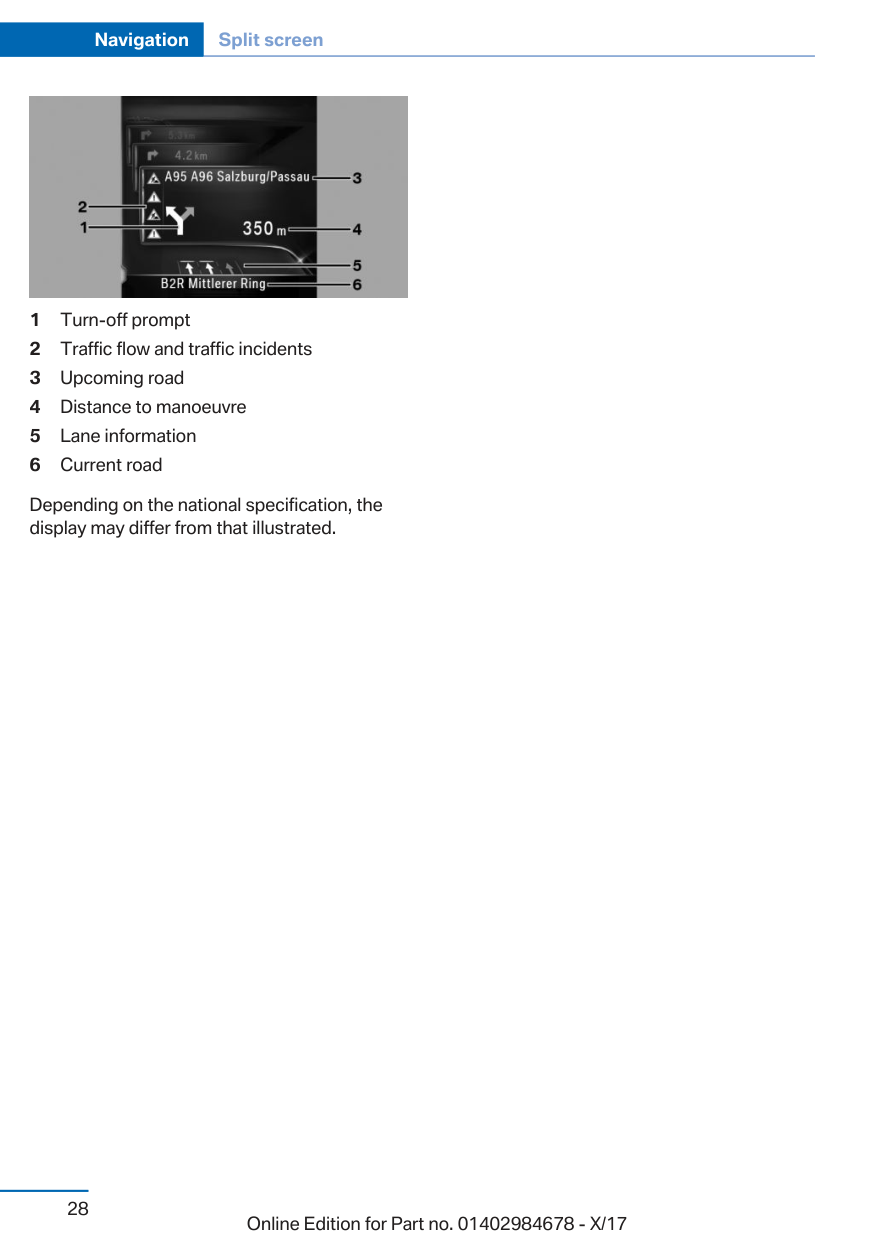 Navigation Split screen
5.2 km
4.2 km
A95 A96 Salzburg/Passau 3
2
1 350 m 4
5
B2R Mittlerer Ring 6
1 Turn-off prompt
2 Traffic flow and traffic incidents
3 Upcoming road
4 Distance to manoeuvre
5 Lane information
6 Current road
Depending on the national specification, the
display may differ from that illustrated.
28
Online Edition for Part no. 01402984678 - X/17